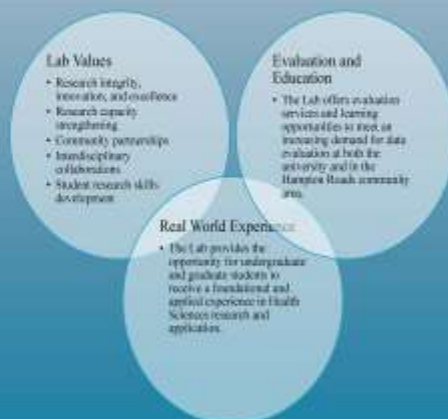 Lab Values
• Research integrity,
innovation, and excellence
• Research capacity
strengthening
• Community partnerships
• Interdisciplinary
collaborations
• Student research skills
development
Evaluation and
Education
• The Lab offers evaluation
services and learning
opportunities to meet an
increasing demand for data
evaluation at both the
university and in the
Hampton Roads community
area.
Real World Experience
• The Lab provides the
opportunity for undergraduate
and graduate students to
receive a foundational and
applied experience in Health
Sciences research and
application.